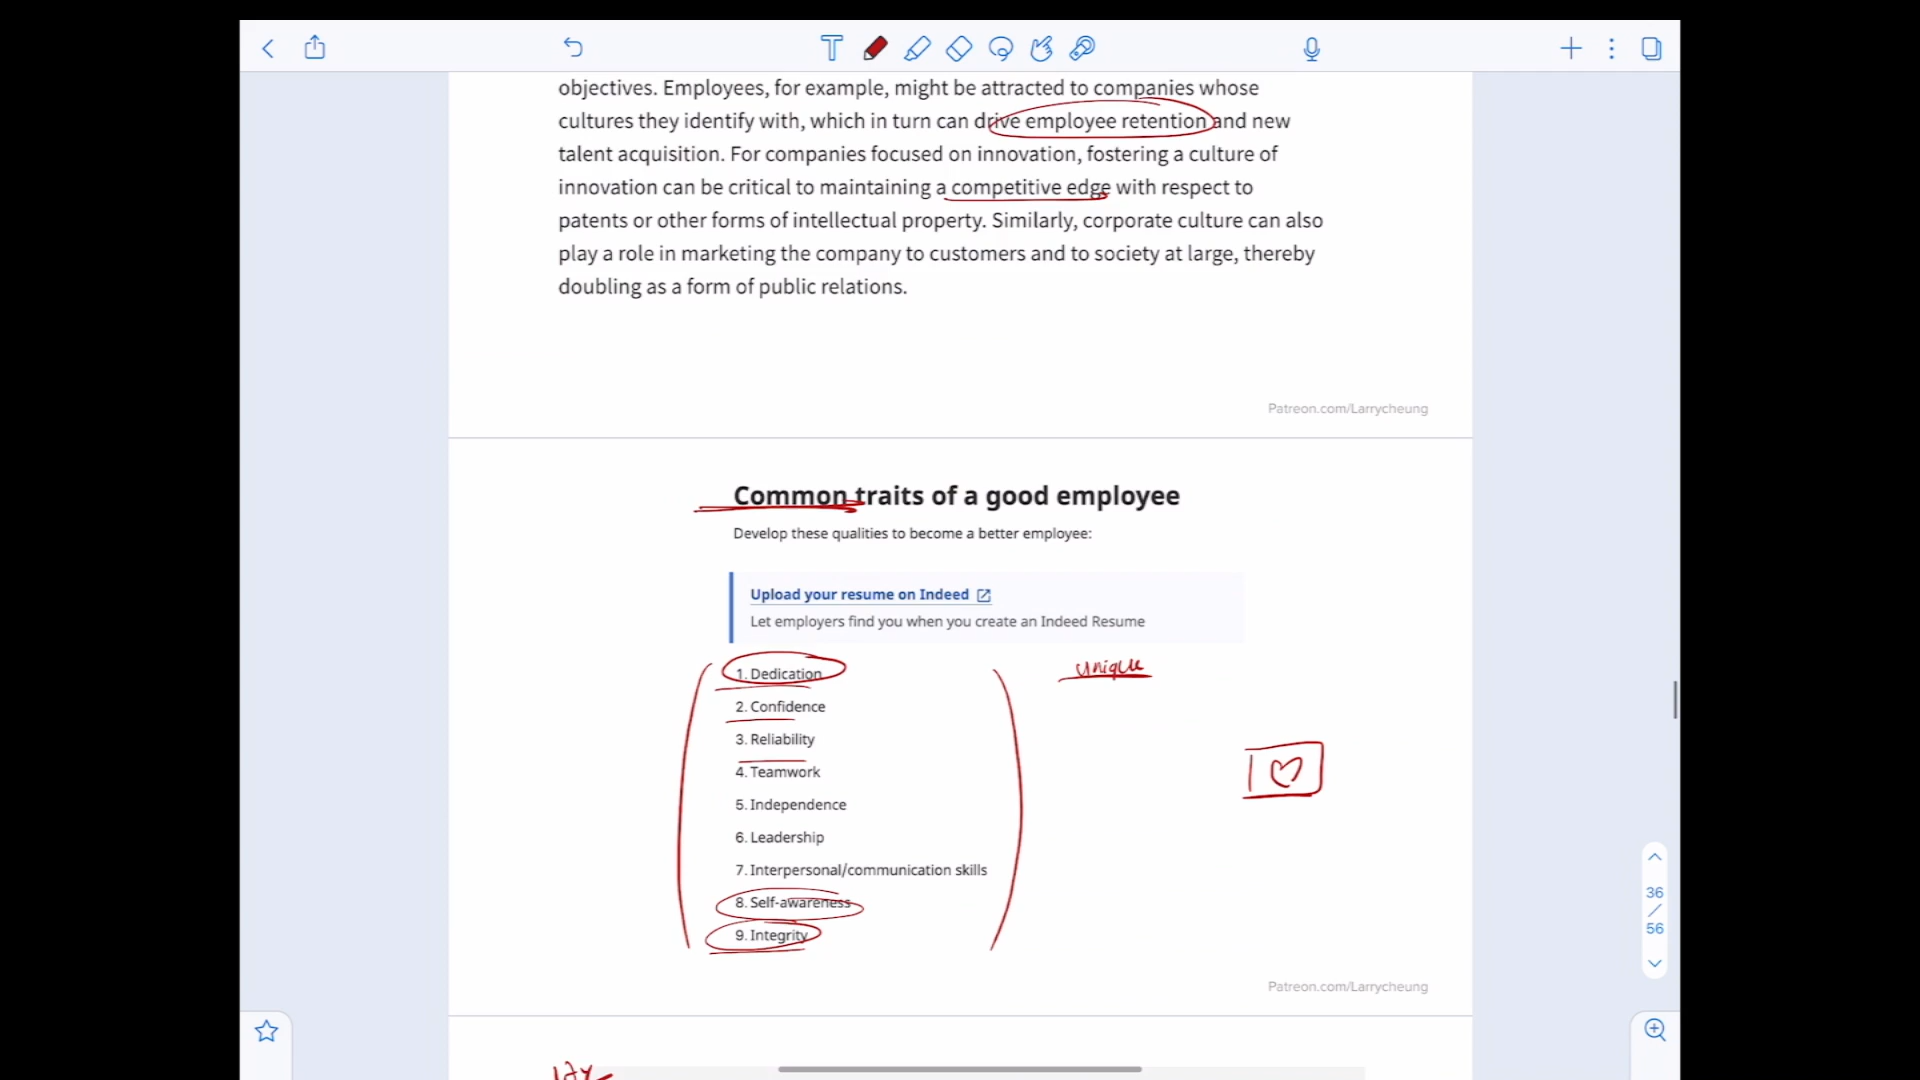 objectives. Employees, for example, might be attracted to companies whose
cultures they identify with, which in turn can drive employee retention and new
talent acquisition. For companies focused on innovation, fostering a culture of
innovation can be critical to maintaining a competitive edge with respect to
patents or other forms of intellectual property. Similarly, corporate culture can also
play a role in marketing the company to customers and to society at large, thereby
doubling as a form of public relations.
Patreon.com/Larrycheung
Common traits of a good employee
Develop these qualities to become a better employee:
Upload your resume on Indeed
Let employers find you when you create an Indeed Resume
1. Dedication
unique
2. Confidence
3. Reliability
4. Teamwork
5. Independence
6. Leadership
7. Interpersonal/communication skills
8. Self-awareness
9. Integrity
36
/
56
Patreon.com/Larrycheung